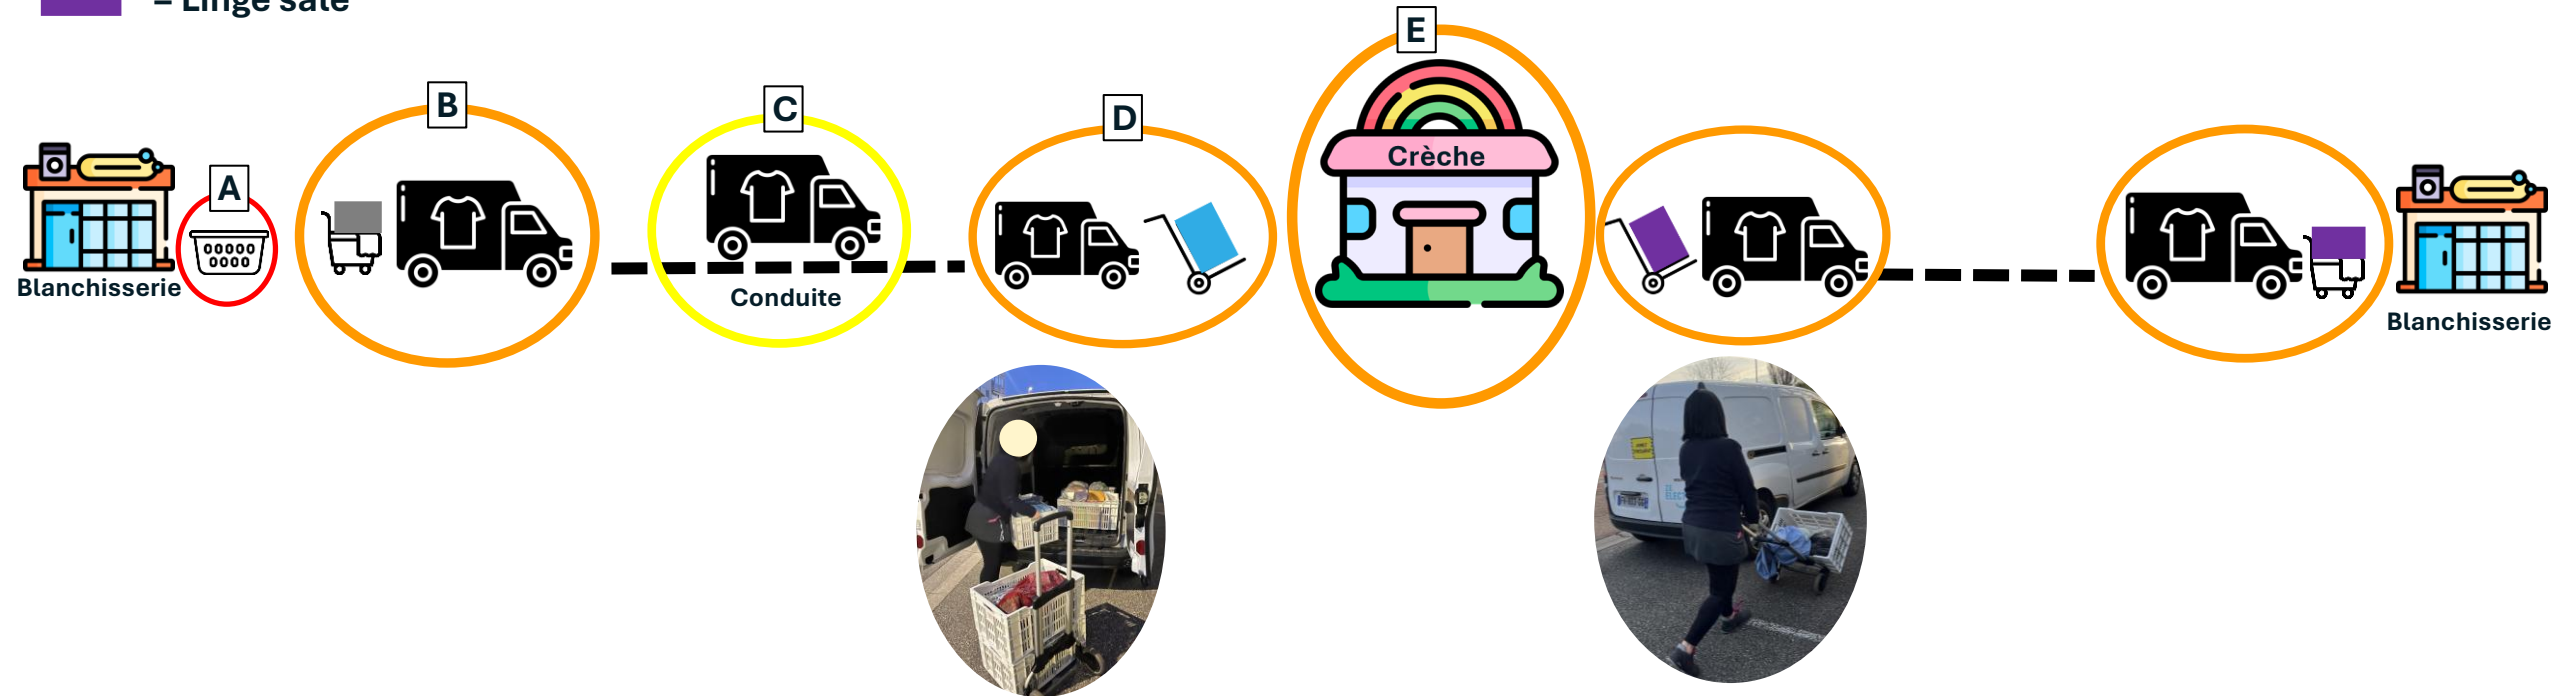 = Linge sale
E
B
C
D
A
Crèche
Blanchisserie
Conduite
Blanchisserie